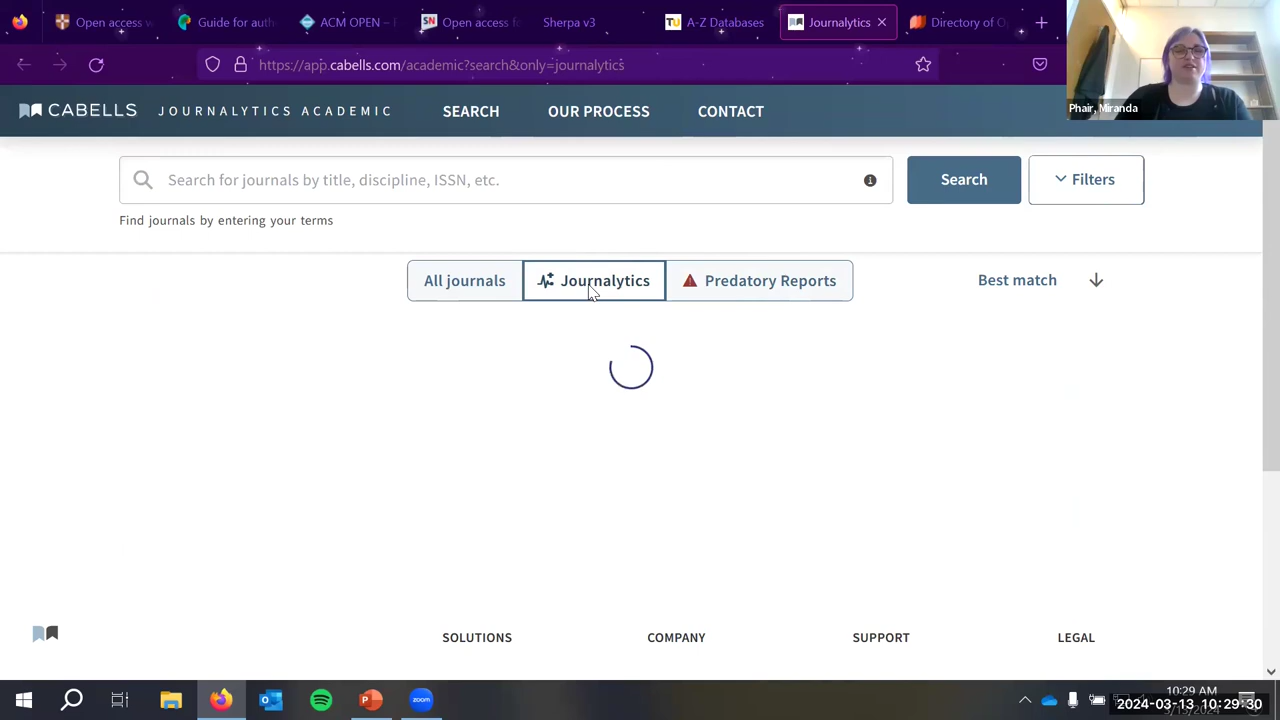 Open access w
Guide for auth
ACM OPEN –
Open access fo
Sherpa v3
TU A-Z Databases
Journalytics
Directory of O
https://app.cabells.com/academic?search&only=journalytics
Phair, Miranda
CABELLS JOURNALYTICS ACADEMIC SEARCH OUR PROCESS CONTACT
Search for journals by title, discipline, ISSN, etc.
Search
Filters
Find journals by entering your terms
All journals
Journalytics
Predatory Reports
Best match
SOLUTIONS COMPANY SUPPORT LEGAL
10:29 AM
2024-03-13 10:29:30